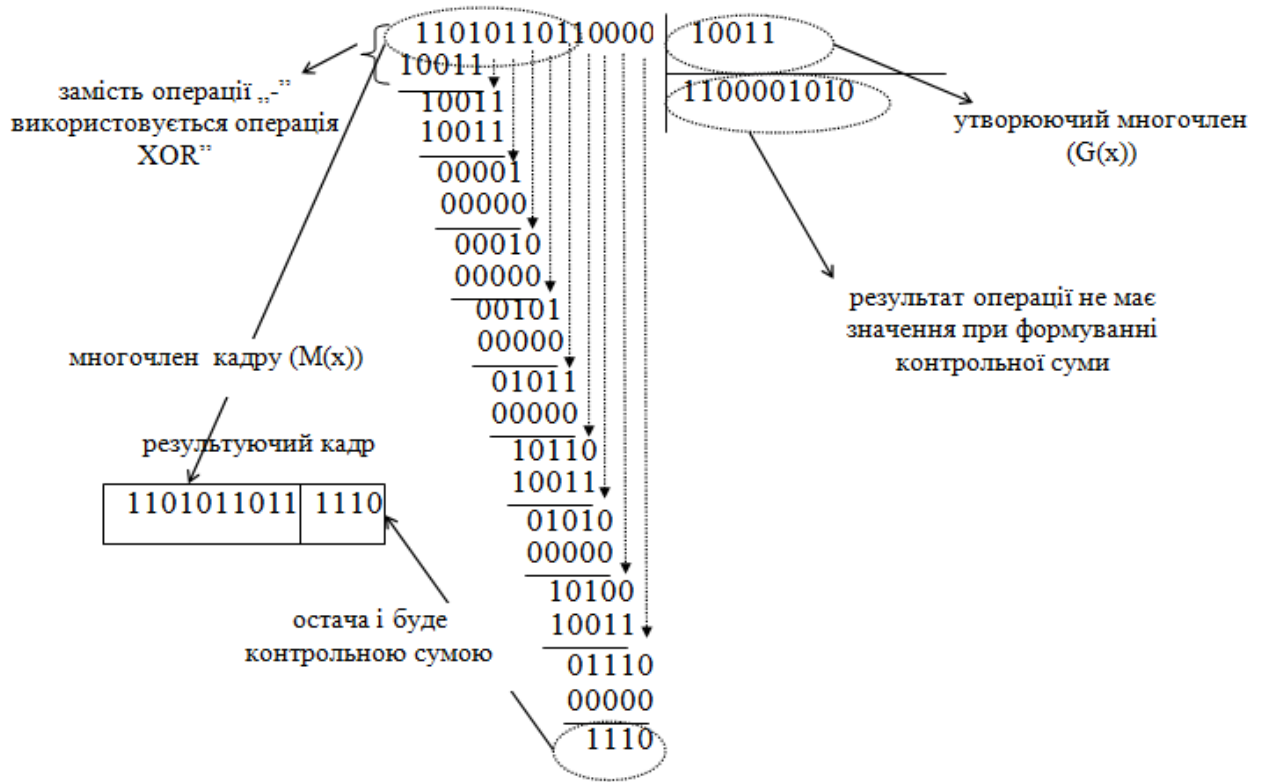 11010110110000
10011
10011
1100001010
замість операції „-”
використовується операція
XOR”
утворюючий многочлен
(G(x))
10011
10011
00001
00000
00010
00000
00101
00000
01011
00000
10110
10011
01010
00000
10100
10011
01110
00000
1110
результат операції не має
значення при формуванні
контрольної суми
многочлен кадру (M(x))
результуючий кадр
1101011011 1110
остача і буде
контрольною сумою